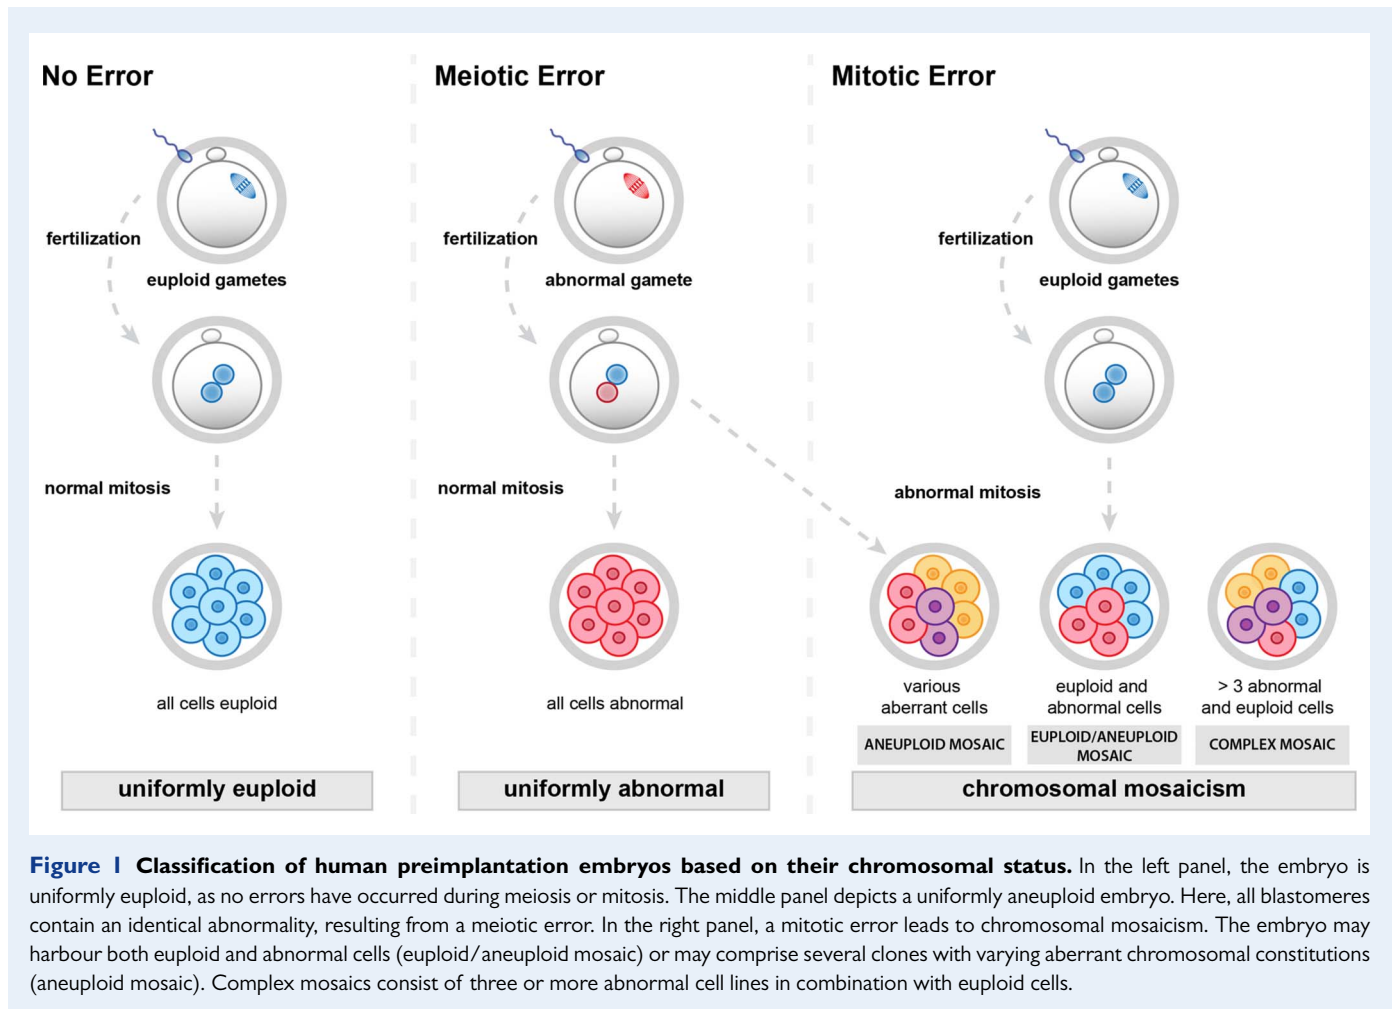 No Error
fertilization
euploid gametes
normal mitosis
all cells euploid
uniformly euploid
Meiotic Error
fertilization
abnormal gamete
normal mitosis
all cells abnormal
uniformly abnormal
Mitotic Error
fertilization
euploid gametes
abnormal mitosis
various
aberrant cells
ANEUPLOID MOSAIC
euploid and
abnormal cells
EUPLOID/ANEUPLOID
MOSAIC
> 3 abnormal
and euploid cells
COMPLEX MOSAIC
chromosomal mosaicism
Figure 1 Classification of human preimplantation embryos based on their chromosomal status. In the left panel, the embryo is
uniformly euploid, as no errors have occurred during meiosis or mitosis. The middle panel depicts a uniformly aneuploid embryo. Here, all blastomeres
contain an identical abnormality, resulting from a meiotic error. In the right panel, a mitotic error leads to chromosomal mosaicism. The embryo may
harbour both euploid and abnormal cells (euploid/aneuploid mosaic) or may comprise several clones with varying aberrant chromosomal constitutions
(aneuploid mosaic). Complex mosaics consist of three or more abnormal cell lines in combination with euploid cells.